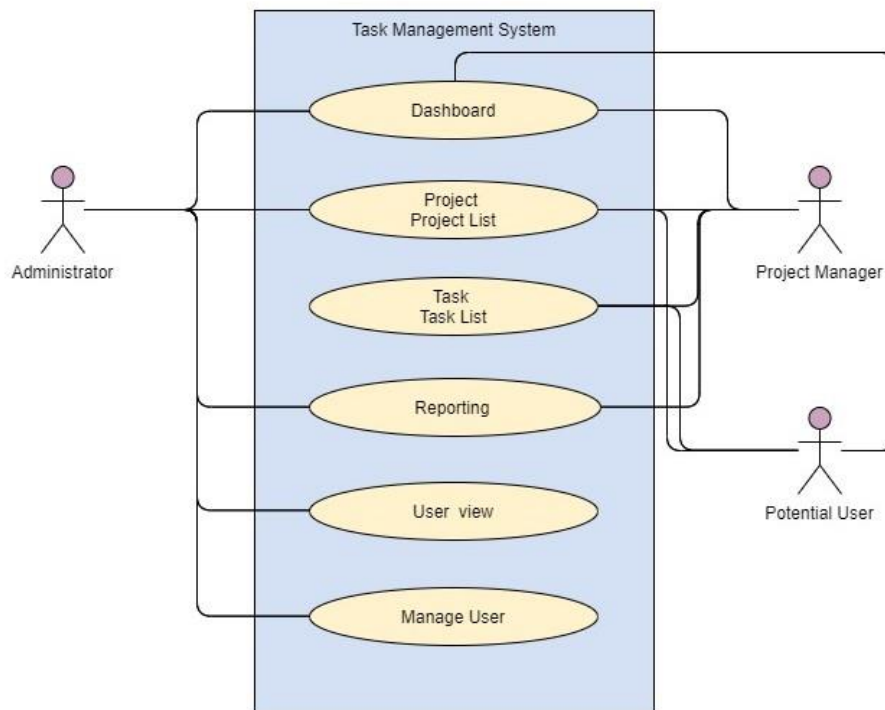 Task Management System
Dashboard
Project
Project List
Administrator
Project Manager
Task
Task List
Reporting
Potential User
User view
Manage User